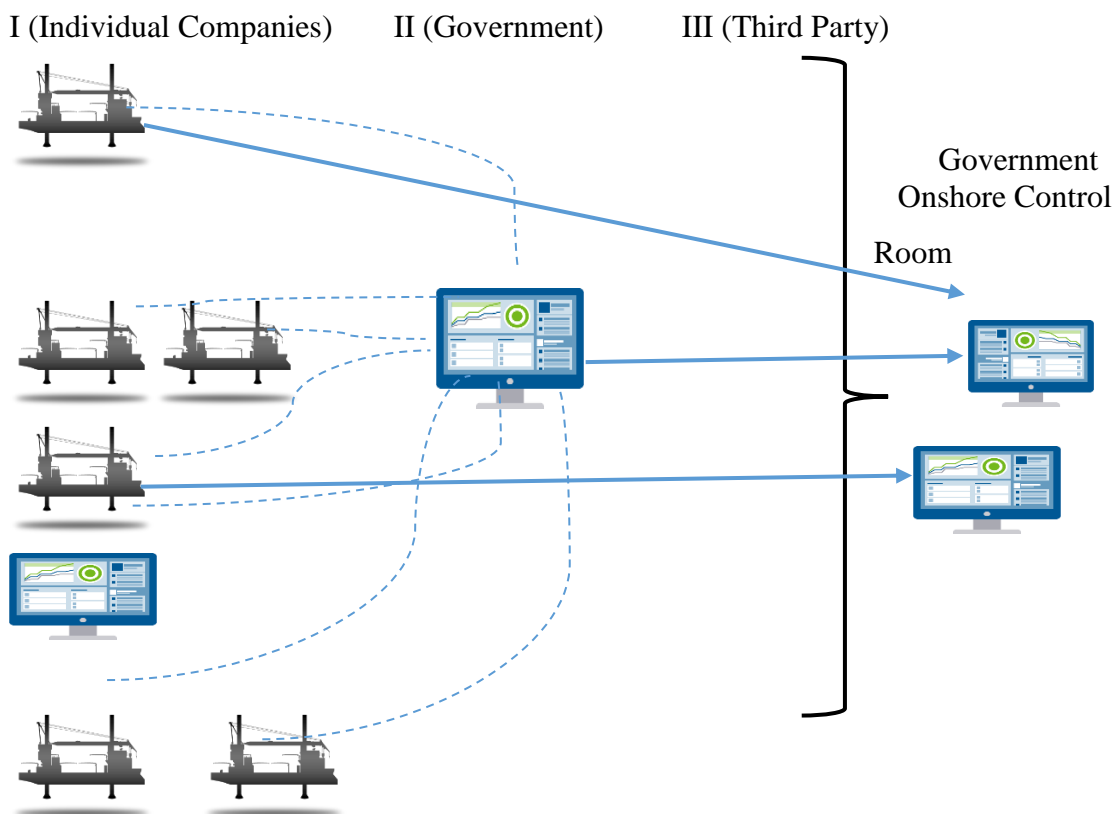 I (Individual Companies) II (Government) III (Third Party)
Government
Onshore Control
Room